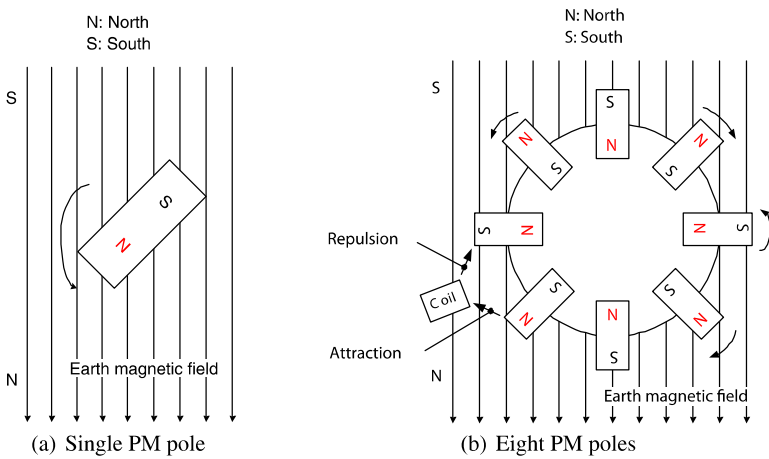 N: North
S: South
S
S
N
N
Earth magnetic field
(a) Single PM pole
N: North
S: South
S
S
N
N
S
N
S
S
N
N
S
Repulsion
Coil
S
N
Attraction
N
S
S
N
N
Earth magnetic field
(b) Eight PM poles